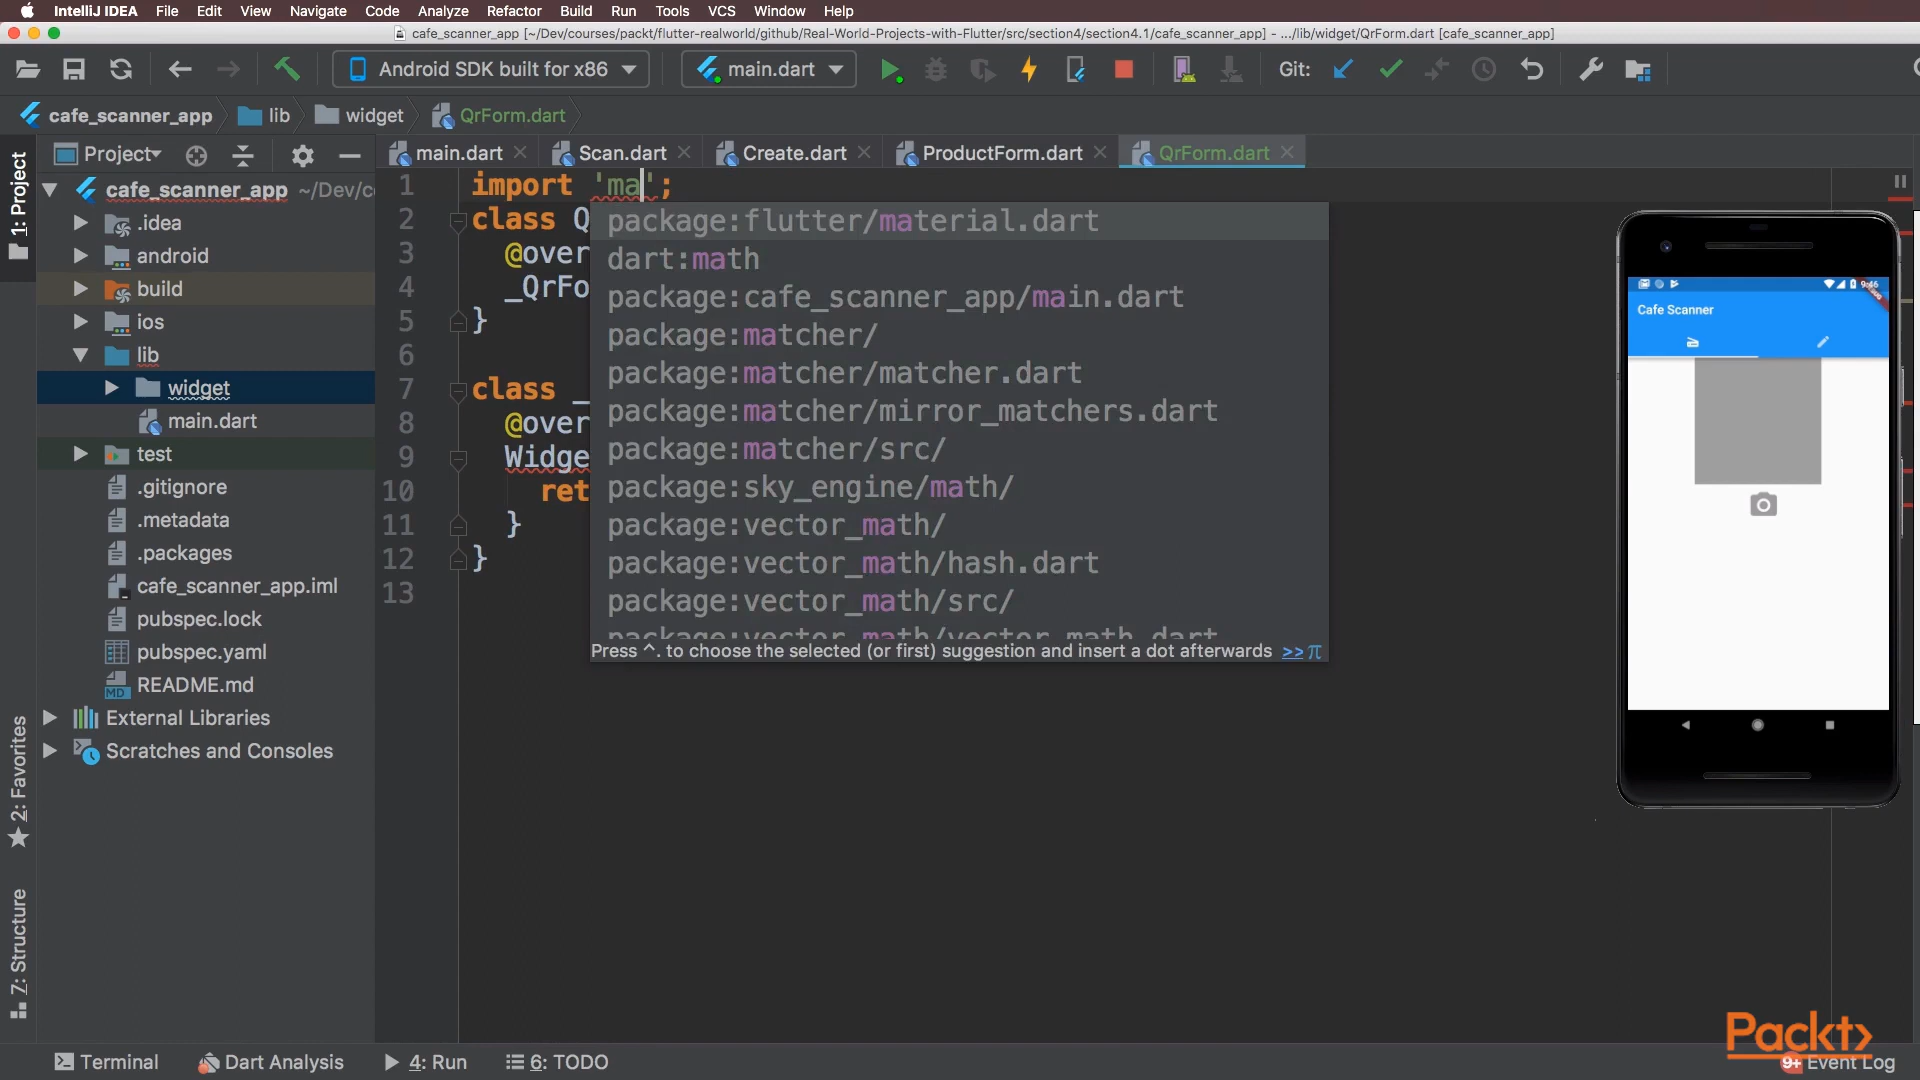 IntelliJ IDEA File Edit View Navigate Code Analyze Refactor Build Run Tools VCS Window Help
cafe_scanner_app [~/Dev/courses/packt/flutter-realworld/github/Real-World-Projects-with-Flutter/src/section4/section4.1/cafe_scanner_app] - .../lib/widget/QrForm.dart [cafe_scanner_app]
Android SDK built for x86 main.dart Git:
cafe_scanner_app lib widget QrForm.dart
Project main.dart Scan.dart Create.dart ProductForm.dart QrForm.dart
1: Project
2: Favorites
7: Structure
cafe_scanner_app ~/Dev/c
.idea
android
build
ios
lib
widget
main.dart
test
.gitignore
.metadata
.packages
cafe_scanner_app.iml
pubspec.lock
pubspec.yaml
MD README.md
External Libraries
Scratches and Consoles
1 import 'ma';
2 class Q
3 @over
4 _QrFo
5 }
6
7 class _
8 @over
9 Widge
10 ret
11 }
12 }
13
package:flutter/material.dart
dart:math
package:cafe_scanner_app/main.dart
package:matcher/
package:matcher/matcher.dart
package:matcher/mirror_matchers.dart
package:matcher/src/
package:sky_engine/math/
package:vector_math/
package:vector_math/hash.dart
package:vector_math/src/
package:vector_math/vector_math.dart
Press ^. to choose the selected (or first) suggestion and insert a dot afterwards >> π
9:46
Cafe Scanner
Packt>
Terminal Dart Analysis 4: Run 6: TODO 9+ Event Log